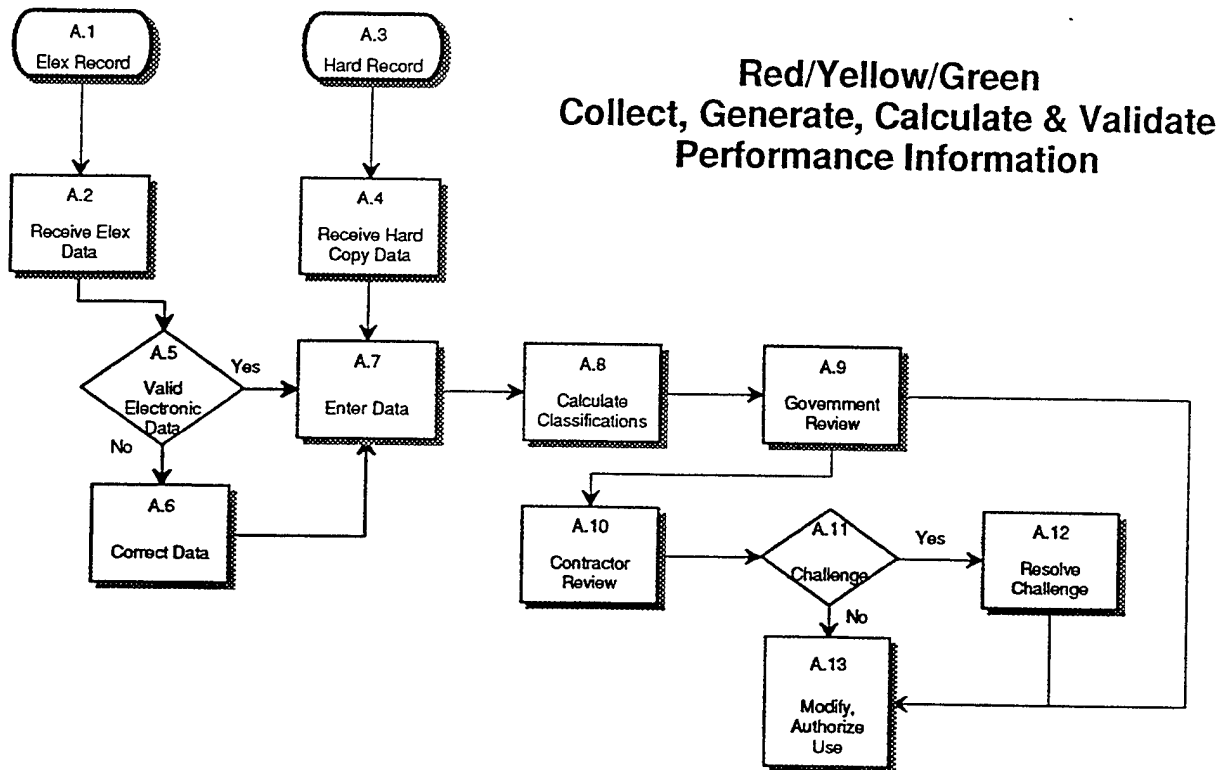 A.1
Elex Record
A.3
Hard Record
Red/Yellow/Green
Collect, Generate, Calculate & Validate
Performance Information
A.2
Receive Elex
Data
A.4
Receive Hard
Copy Data
A.5
Valid
Electronic
Data
Yes
No
A.6
Correct Data
A.7
Enter Data
A.8
Calculate
Classifications
A.9
Government
Review
A.10
Contractor
Review
A.11
Challenge
Yes
No
A.12
Resolve
Challenge
A.13
Modify,
Authorize
Use